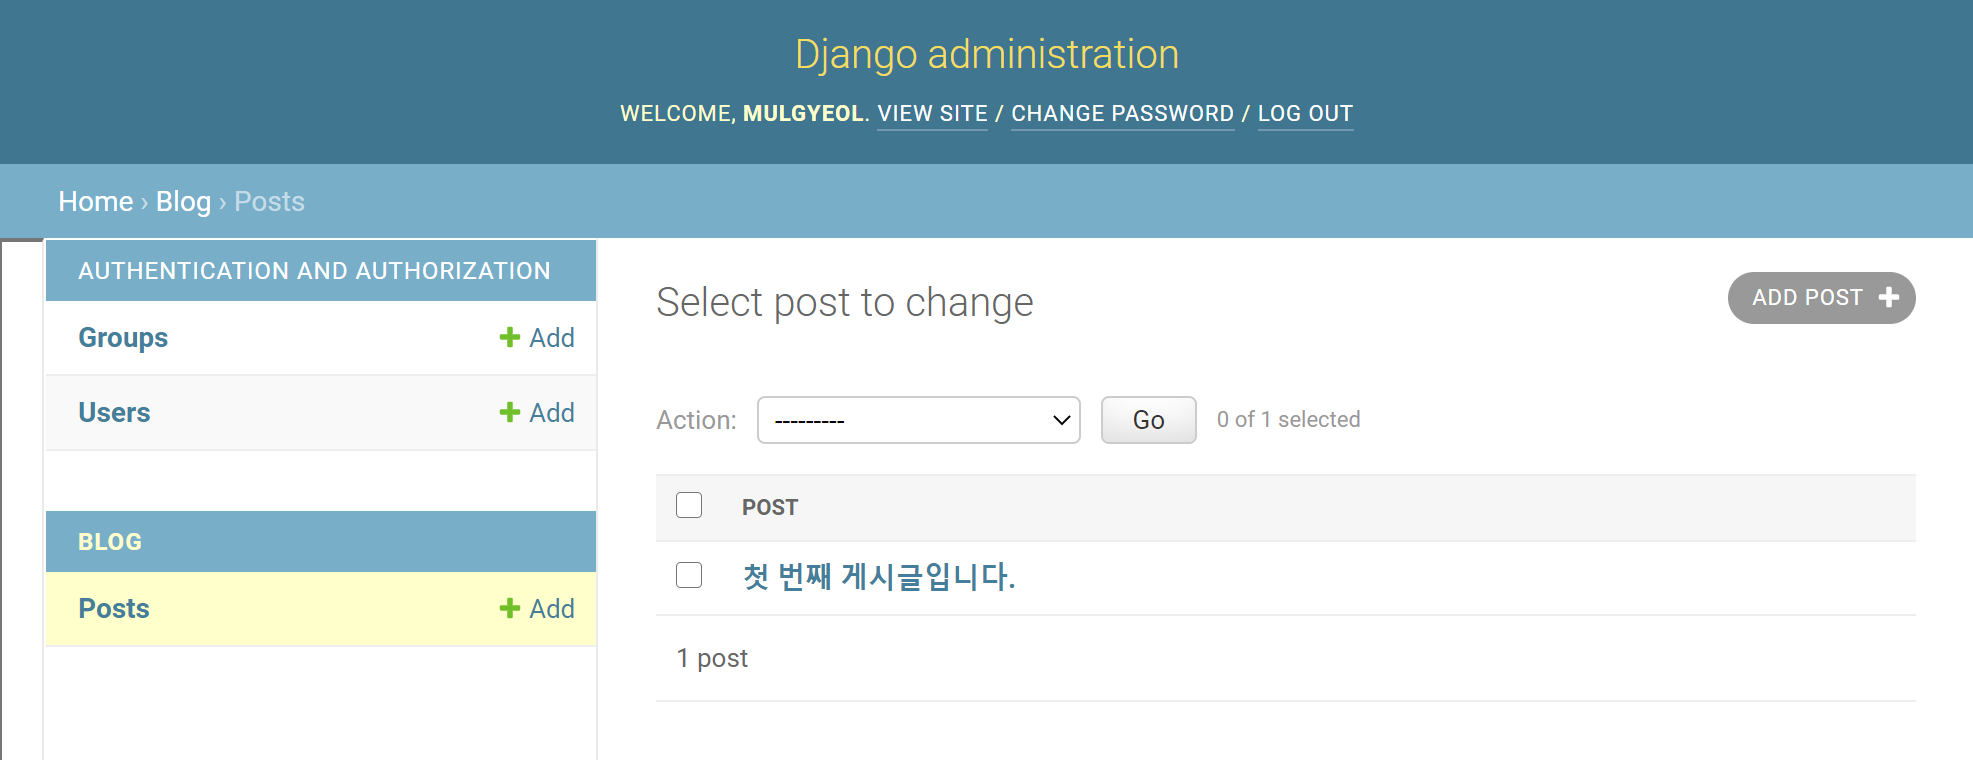 Django administration
WELCOME, MULGYEOL. VIEW SITE / CHANGE PASSWORD / LOG OUT
Home › Blog › Posts
AUTHENTICATION AND AUTHORIZATION
Groups Add
Users Add
BLOG
Posts Add
Select post to change
ADD POST
Action: --------- Go 0 of 1 selected
POST
첫 번째 게시글입니다.
1 post